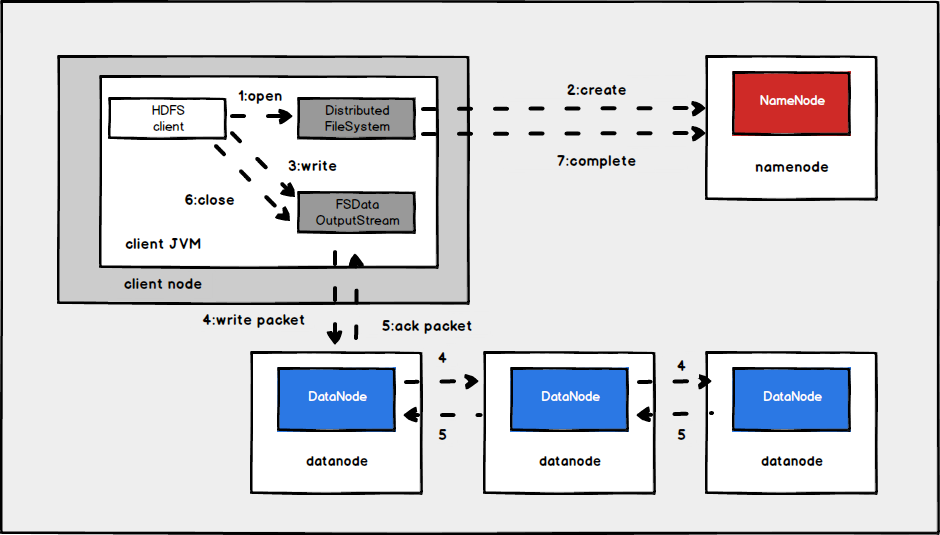 1:open
2:create
HDFS
client
Distributed
FileSystem
NameNode
3:write
7:complete
namenode
6:close
FSData
OutputStream
client JVM
client node
4:write packet
5:ack packet
4
4
DataNode
DataNode
DataNode
5
5
datanode
datanode
datanode